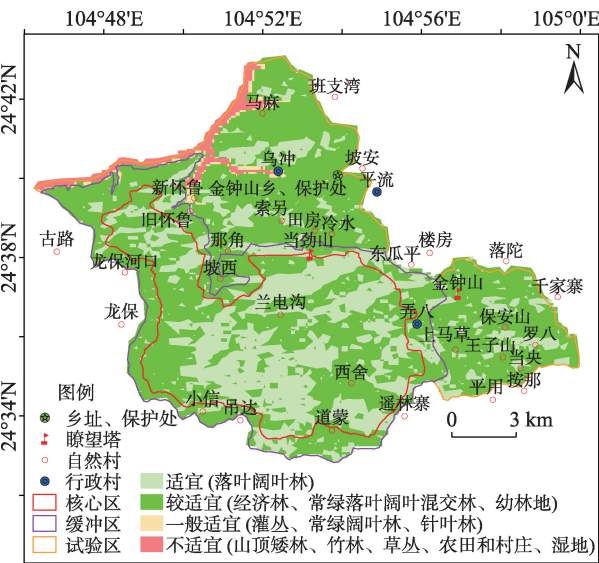 104°48′E 104°52′E 104°56′E 105°0′E
N
24°42′N
24°38′N
24°34′N
班支湾
马麻
乌冲
坡安
平流
新怀鲁 金钟山乡、保护处
索另
旧怀鲁
田房 冷水
古路
那角
当劲山
楼房
东瓜平
落陀
龙保河口
坡西
金钟山
千家寨
兰电沟
龙保
弄八
保安山
上马草
罗八
王子山
当央
西舍
按那
平用
小信
吊达
遥林寨
道蒙
0 3 km
图例
乡址、保护处
瞭望塔
自然村
行政村
核心区
缓冲区
试验区
适宜 (落叶阔叶林)
较适宜 (经济林、常绿落叶阔叶混交林、幼林地)
一般适宜 (灌丛、常绿阔叶林、针叶林)
不适宜 (山顶矮林、竹林、草丛、农田和村庄、湿地)